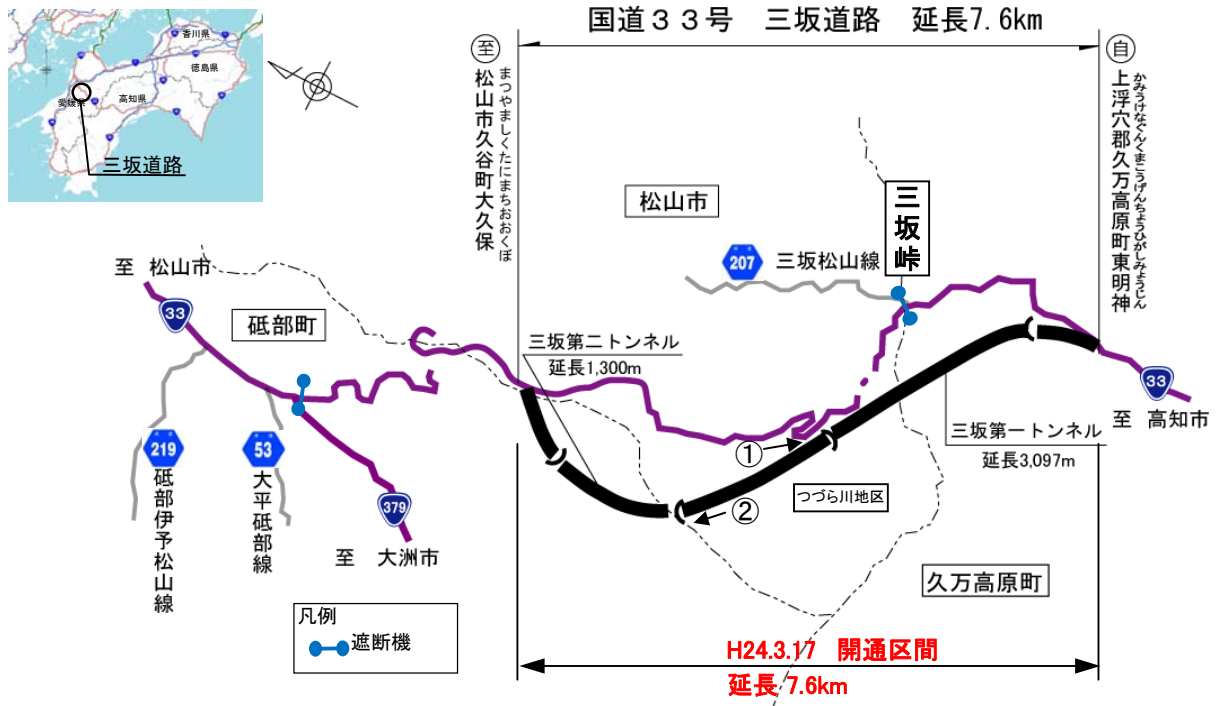 国道３３号　三坂道路　延長7.6km
香川県
徳島県
愛媛県
高知県
三坂道路
至
松山市久谷町大久保
まつやましくたにまちおおくぼ
自
上浮穴郡久万高原町東明神
かみうけなぐんくまこうげんちょうひがしみょうじん
松山市
三坂峠
207
三坂松山線
至 松山市
33
砥部町
三坂第二トンネル
延長1,300m
33
至 高知市
三坂第一トンネル
延長3,097m
①
つづら川地区
②
219
砥部伊予松山線
53
大平砥部線
379
至 大洲市
久万高原町
凡例
遮断機
H24.3.17　開通区間
延長 7.6km